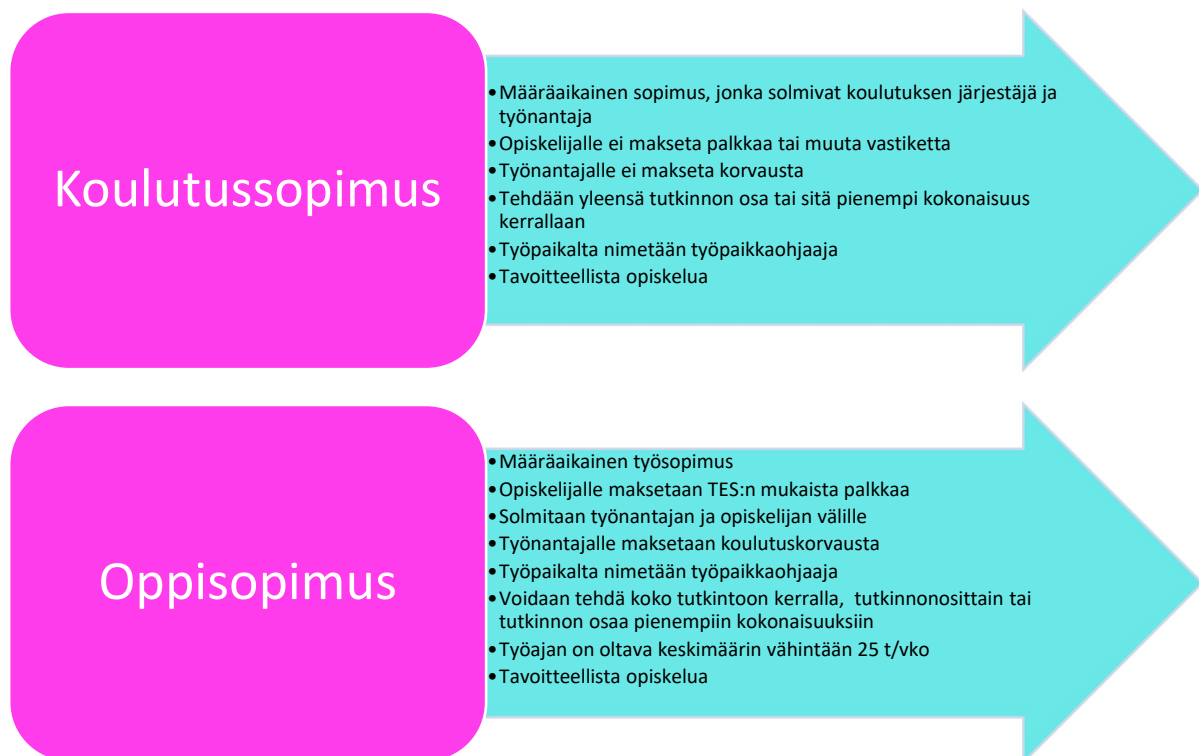 Koulutussopimus
•Määräaikainen sopimus, jonka solmivat koulutuksen järjestäjä ja
työnantaja
•Opiskelijalle ei makseta palkkaa tai muuta vastiketta
•Työnantajalle ei makseta korvausta
•Tehdään yleensä tutkinnon osa tai sitä pienempi kokonaisuus
kerrallaan
•Työpaikalta nimetään työpaikkaohjaaja
•Tavoitteellista opiskelua
Oppisopimus
•Määräaikainen työsopimus
•Opiskelijalle maksetaan TES:n mukaista palkkaa
•Solmitaan työnantajan ja opiskelijan välille
•Työnantajalle maksetaan koulutuskorvausta
•Työpaikalta nimetään työpaikkaohjaaja
•Voidaan tehdä koko tutkintoon kerralla, tutkinnonosittain tai
tutkinnon osaa pienempiin kokonaisuuksiin
•Työajan on oltava keskimäärin vähintään 25 t/vko
•Tavoitteellista opiskelua